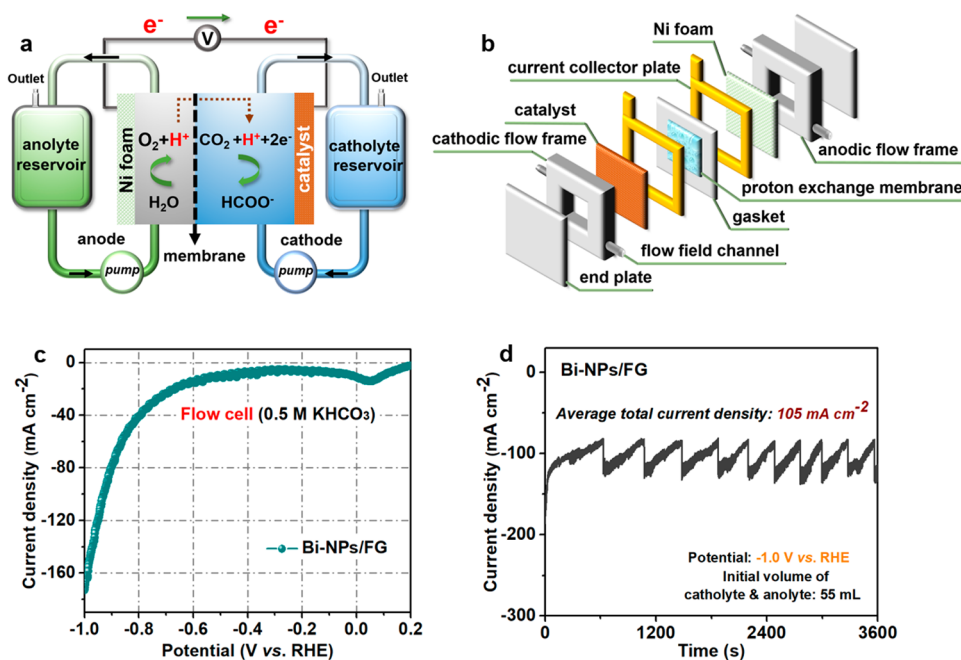 a
e⁻
V
e⁻
Outlet
Outlet
anolyte
reservoir
Ni foam
O₂+H⁺
H₂O
CO₂+H⁺+2e⁻
HCOO⁻
catalyst
catholyte
reservoir
anode
membrane
cathode
pump
pump
b
Ni foam
current collector plate
catalyst
cathodic flow frame
anodic flow frame
proton exchange membrane
gasket
flow field channel
end plate
c
0
-40
-80
-120
-160
Current density (mA cm⁻²)
Flow cell (0.5 M KHCO₃)
Bi-NPs/FG
-1.0 -0.8 -0.6 -0.4 -0.2 0.0 0.2
Potential (V vs. RHE)
d
0
-100
-200
-300
Current density (mA cm⁻²)
Bi-NPs/FG
Average total current density: 105 mA cm⁻²
Potential: -1.0 V vs. RHE
Initial volume of
catholyte & anolyte: 55 mL
0 1200 2400 3600
Time (s)